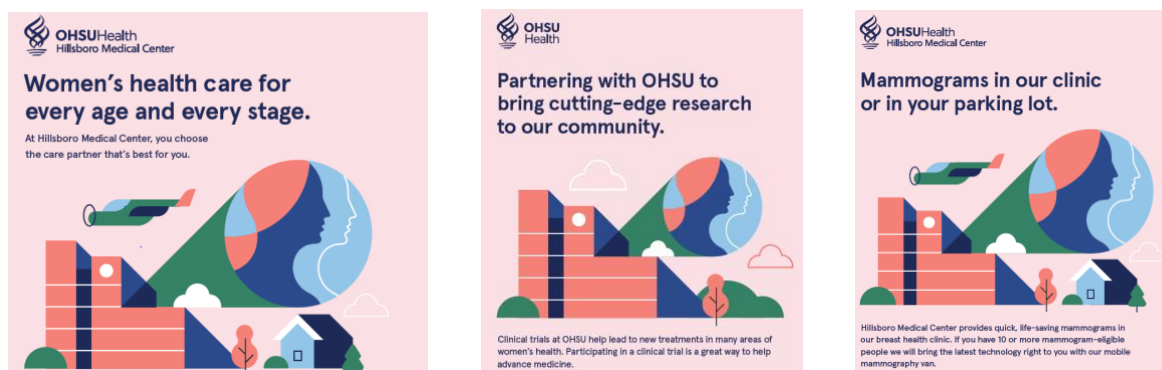 OHSUHealth
Hillsboro Medical Center
Women's health care for
every age and every stage.
At Hillsboro Medical Center, you choose
the care partner that's best for you.
OHSU
Health
Partnering with OHSU to
bring cutting-edge research
to our community.
Clinical trials at OHSU help lead to new treatments in many areas of
women's health. Participating in a clinical trial is a great way to help
advance medicine.
OHSUHealth
Hillsboro Medical Center
Mammograms in our clinic
or in your parking lot.
Hillsboro Medical Center provides quick, life-saving mammograms in
our breast health clinic. If you have 10 or more mammogram-eligible
people we will bring the latest technology right to you with our mobile
mammography van.